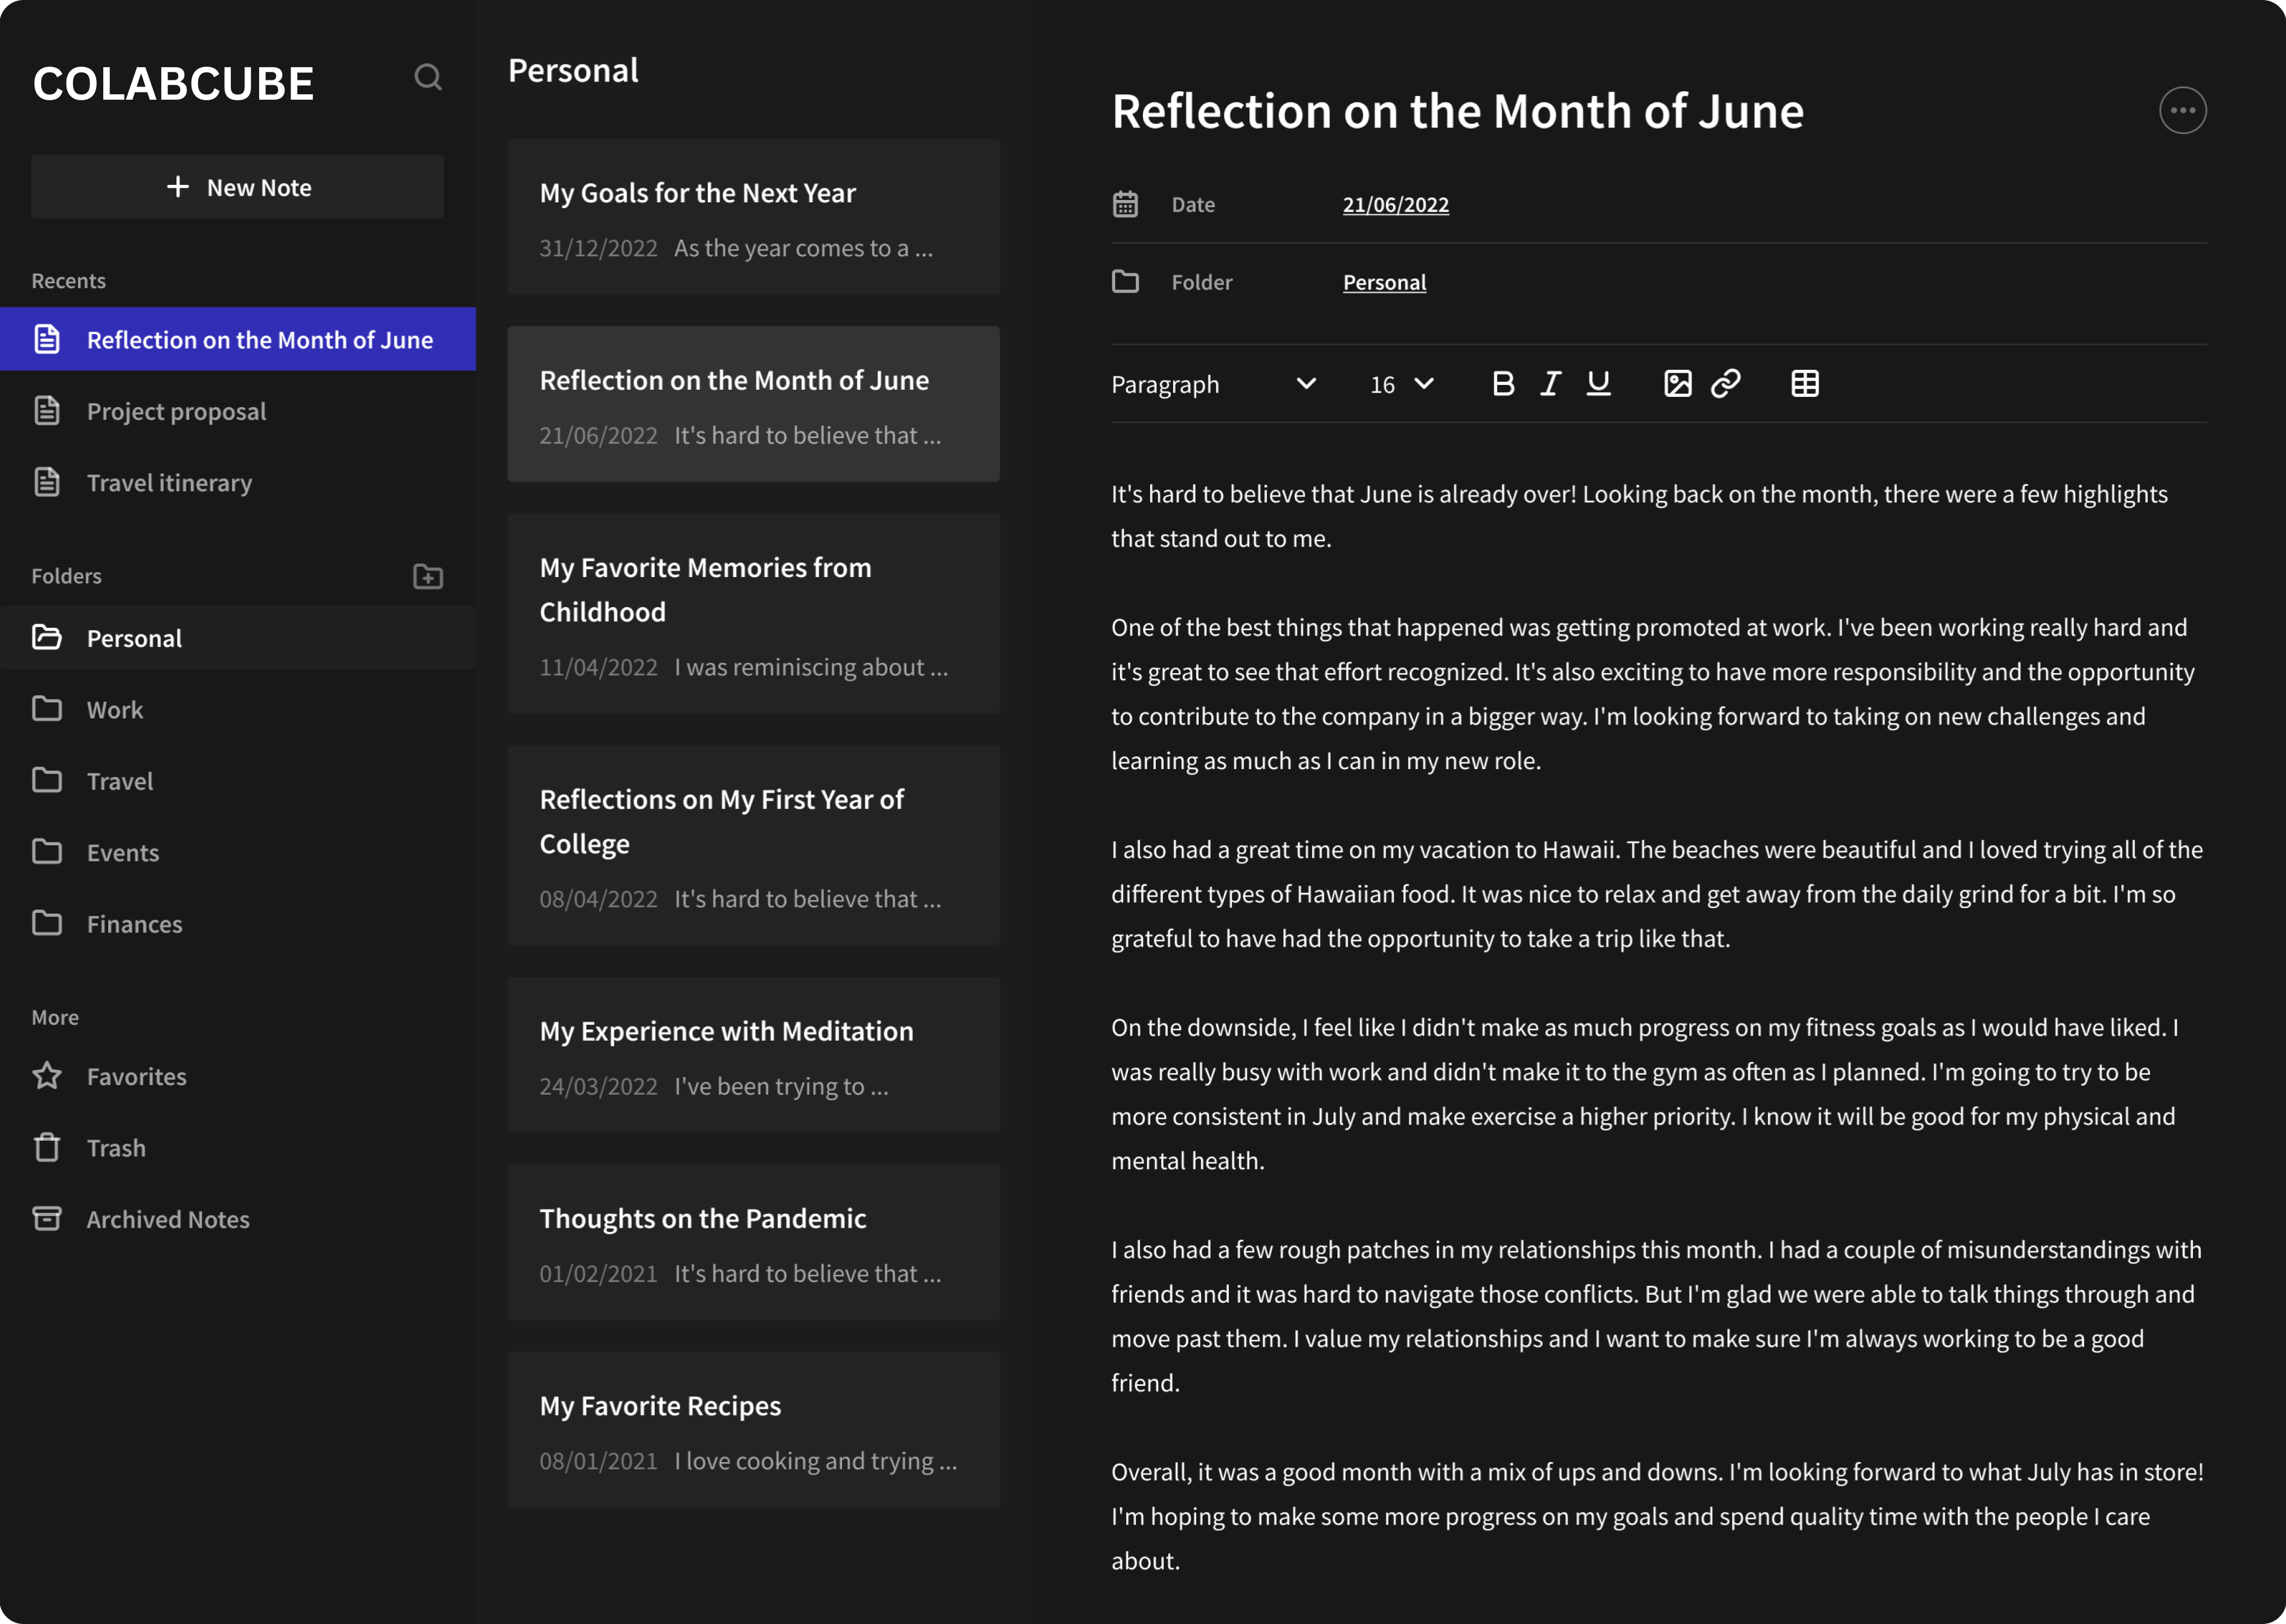 COLABCUBE
New Note
Recents
Reflection on the Month of June
Project proposal
Travel itinerary
Folders
Personal
Work
Travel
Events
Finances
More
Favorites
Trash
Archived Notes
Personal
My Goals for the Next Year
31/12/2022 As the year comes to a ...
Reflection on the Month of June
21/06/2022 It's hard to believe that ...
My Favorite Memories from
Childhood
11/04/2022 I was reminiscing about ...
Reflections on My First Year of
College
08/04/2022 It's hard to believe that ...
My Experience with Meditation
24/03/2022 I've been trying to ...
Thoughts on the Pandemic
01/02/2021 It's hard to believe that ...
My Favorite Recipes
08/01/2021 I love cooking and trying ...
Reflection on the Month of June
Date 21/06/2022
Folder Personal
Paragraph 16 B I U
It's hard to believe that June is already over! Looking back on the month, there were a few highlights
that stand out to me.
One of the best things that happened was getting promoted at work. I've been working really hard and
it's great to see that effort recognized. It's also exciting to have more responsibility and the opportunity
to contribute to the company in a bigger way. I'm looking forward to taking on new challenges and
learning as much as I can in my new role.
I also had a great time on my vacation to Hawaii. The beaches were beautiful and I loved trying all of the
different types of Hawaiian food. It was nice to relax and get away from the daily grind for a bit. I'm so
grateful to have had the opportunity to take a trip like that.
On the downside, I feel like I didn't make as much progress on my fitness goals as I would have liked. I
was really busy with work and didn't make it to the gym as often as I planned. I'm going to try to be
more consistent in July and make exercise a higher priority. I know it will be good for my physical and
mental health.
I also had a few rough patches in my relationships this month. I had a couple of misunderstandings with
friends and it was hard to navigate those conflicts. But I'm glad we were able to talk things through and
move past them. I value my relationships and I want to make sure I'm always working to be a good
friend.
Overall, it was a good month with a mix of ups and downs. I'm looking forward to what July has in store!
I'm hoping to make some more progress on my goals and spend quality time with the people I care
about.